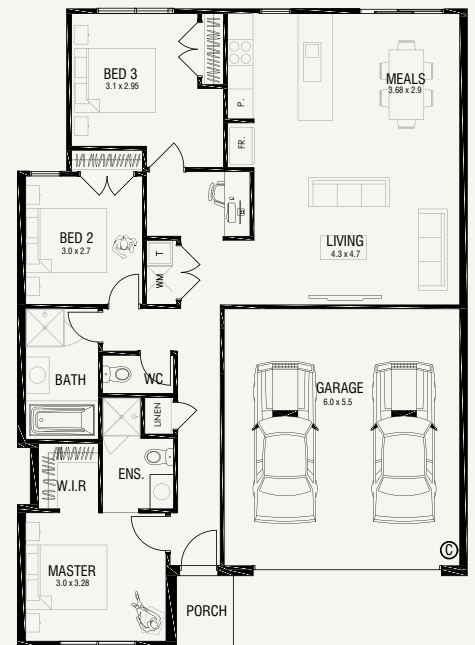 BED 3
3.1 x 2.95
MEALS
3.68 x 2.9
P.
FR.
BED 2
3.0 x 2.7
LIVING
4.3 x 4.7
T
WM
BATH
WC
GARAGE
6.0 x 5.5
LINEN
ENS.
W.I.R
MASTER
3.0 x 3.28
PORCH
C